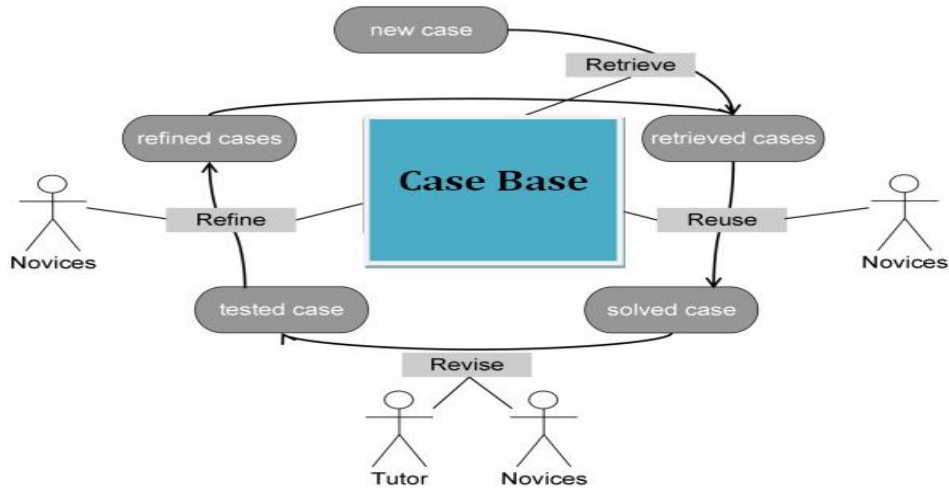 new case
Retrieve
refined cases
retrieved cases
Case Base
Refine
Reuse
Novices
Novices
tested case
solved case
Revise
Tutor
Novices